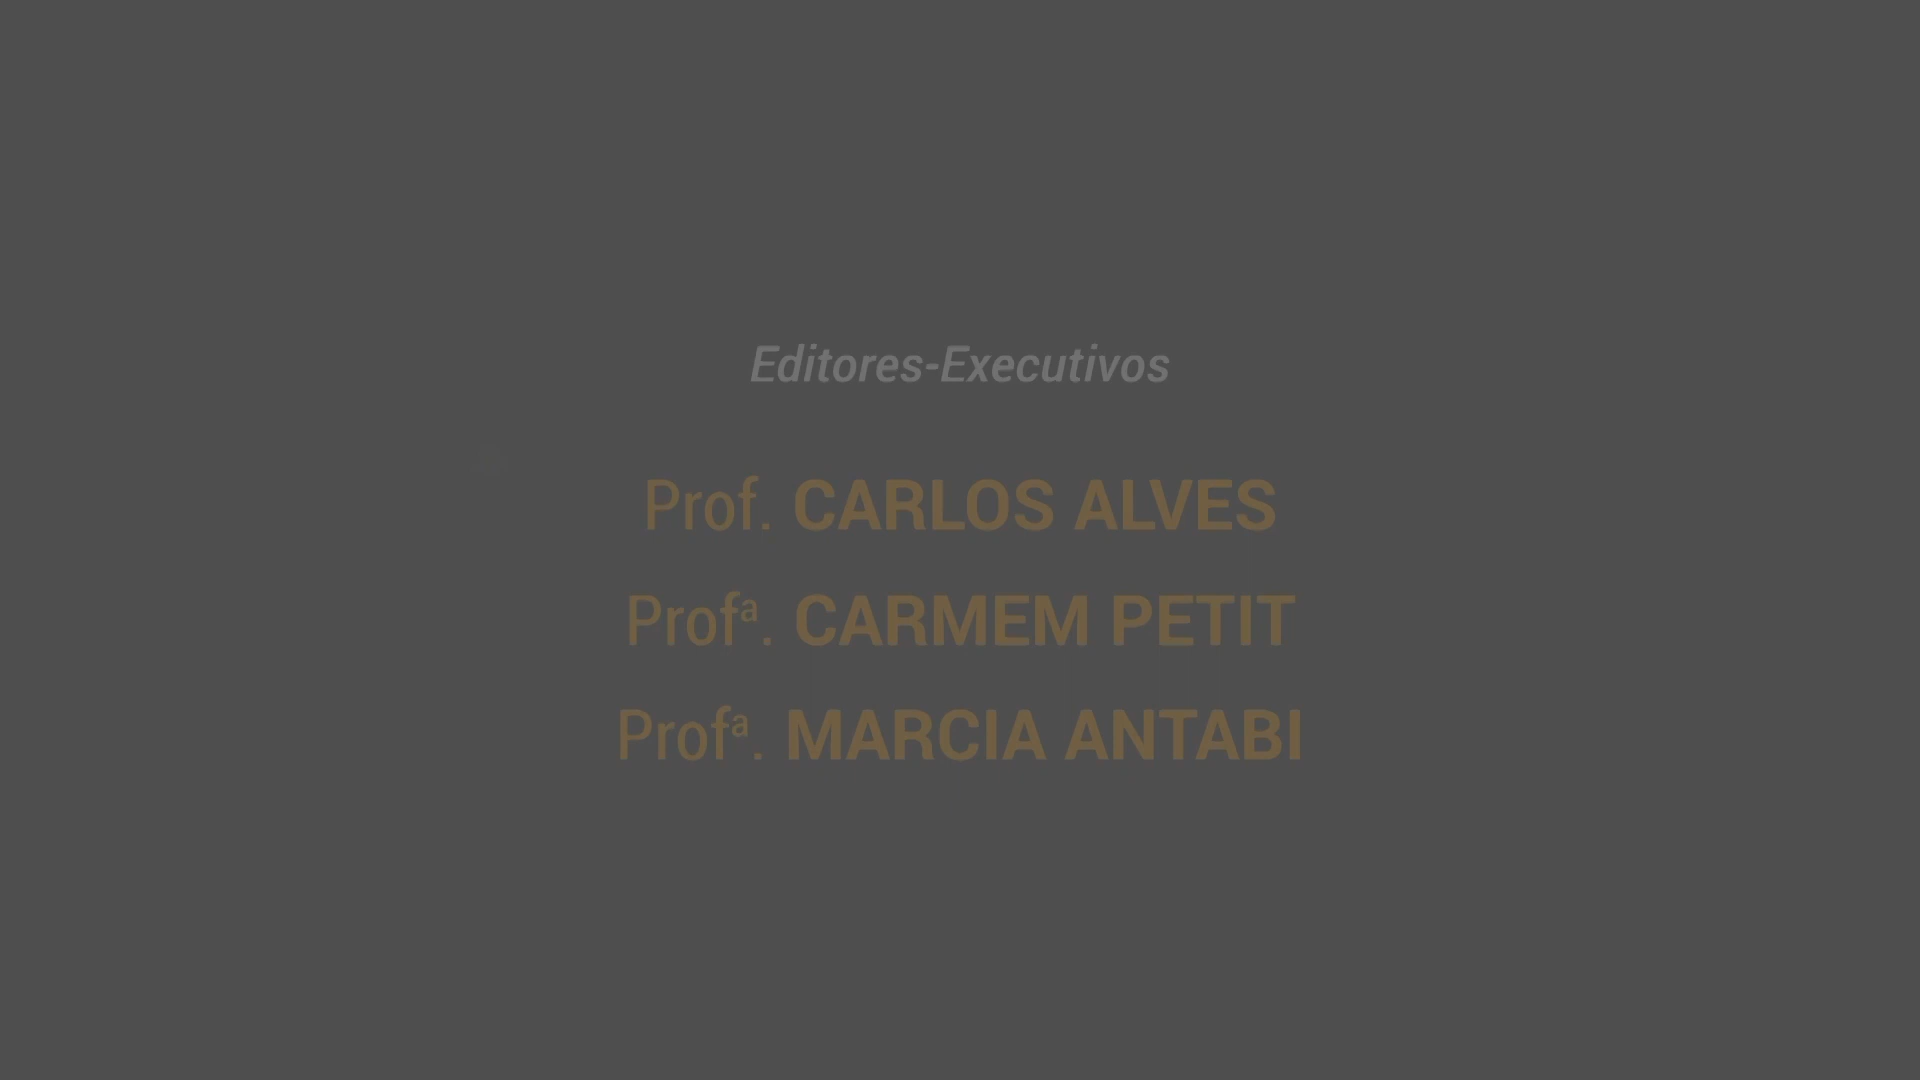 Editores-Executivos
Prof. CARLOS ALVES
Profª. CARMEM PETIT
Profª. MARCIA ANTABI